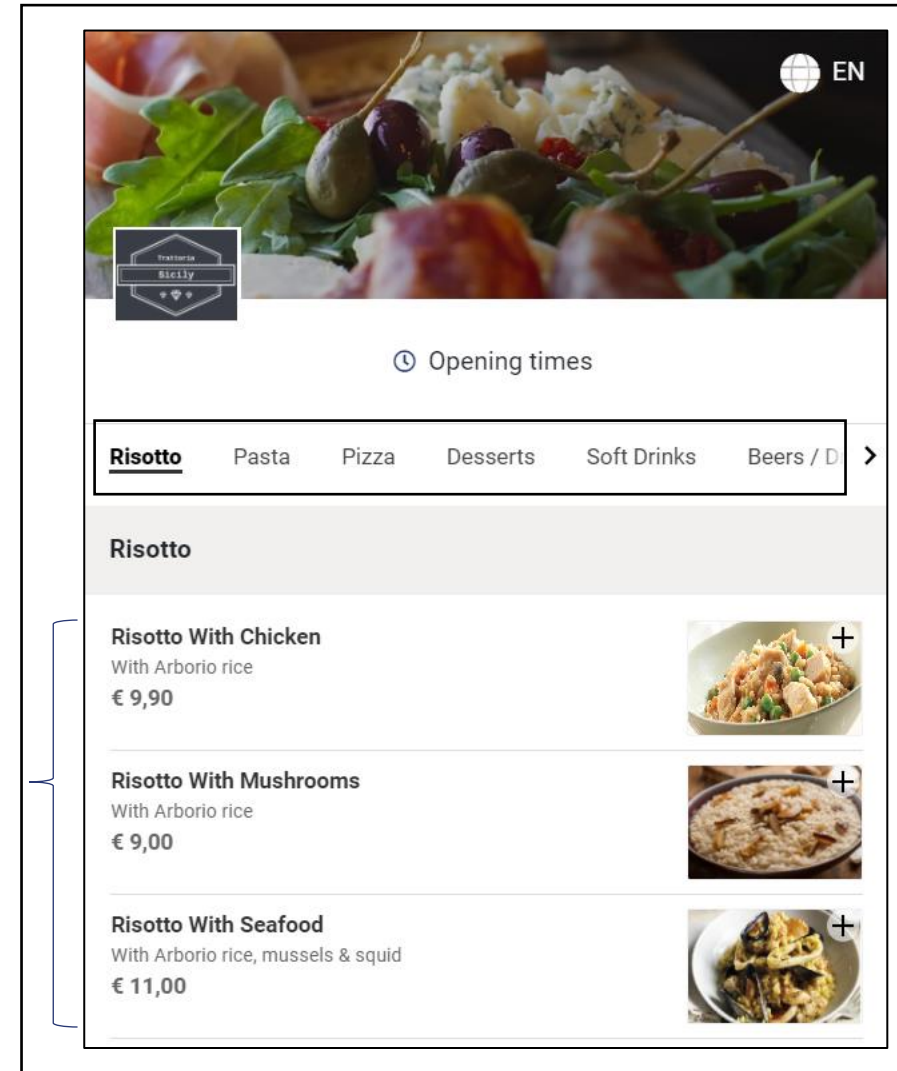 EN
Trattoria
Sicily
Opening times
Risotto Pasta Pizza Desserts Soft Drinks Beers /
Risotto
Risotto With Chicken
With Arborio rice
€ 9,90
Risotto With Mushrooms
With Arborio rice
€ 9,00
Risotto With Seafood
With Arborio rice, mussels & squid
€ 11,00